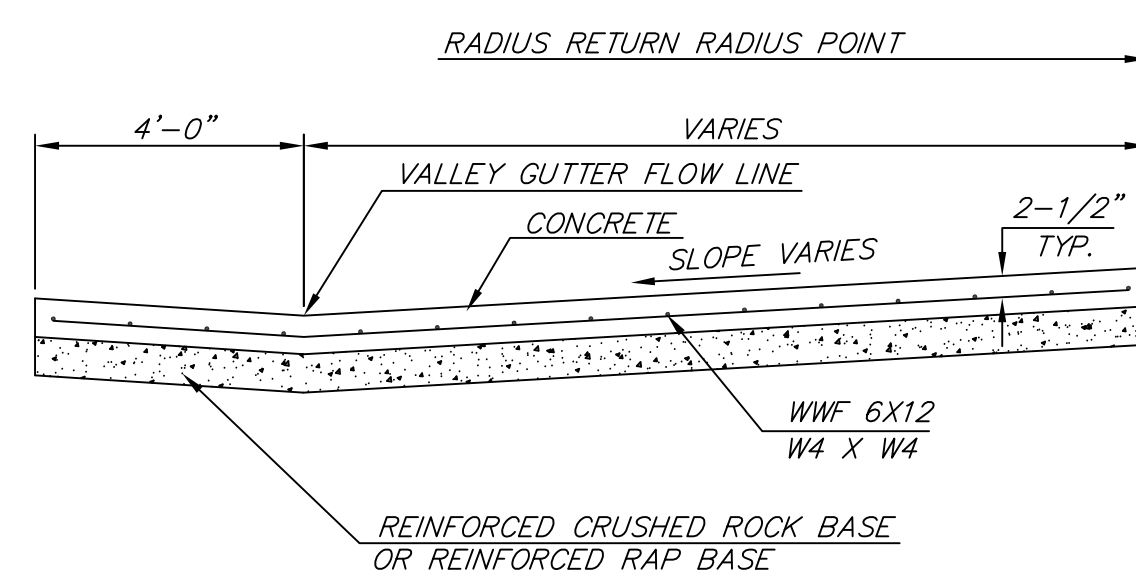 RADIUS RETURN RADIUS POINT
4'-0"
VARIES
VALLEY GUTTER FLOW LINE
CONCRETE
SLOPE VARIES
2-1/2"
TYP.
WWF 6X12
W4 X W4
REINFORCED CRUSHED ROCK BASE
OR REINFORCED RAP BASE